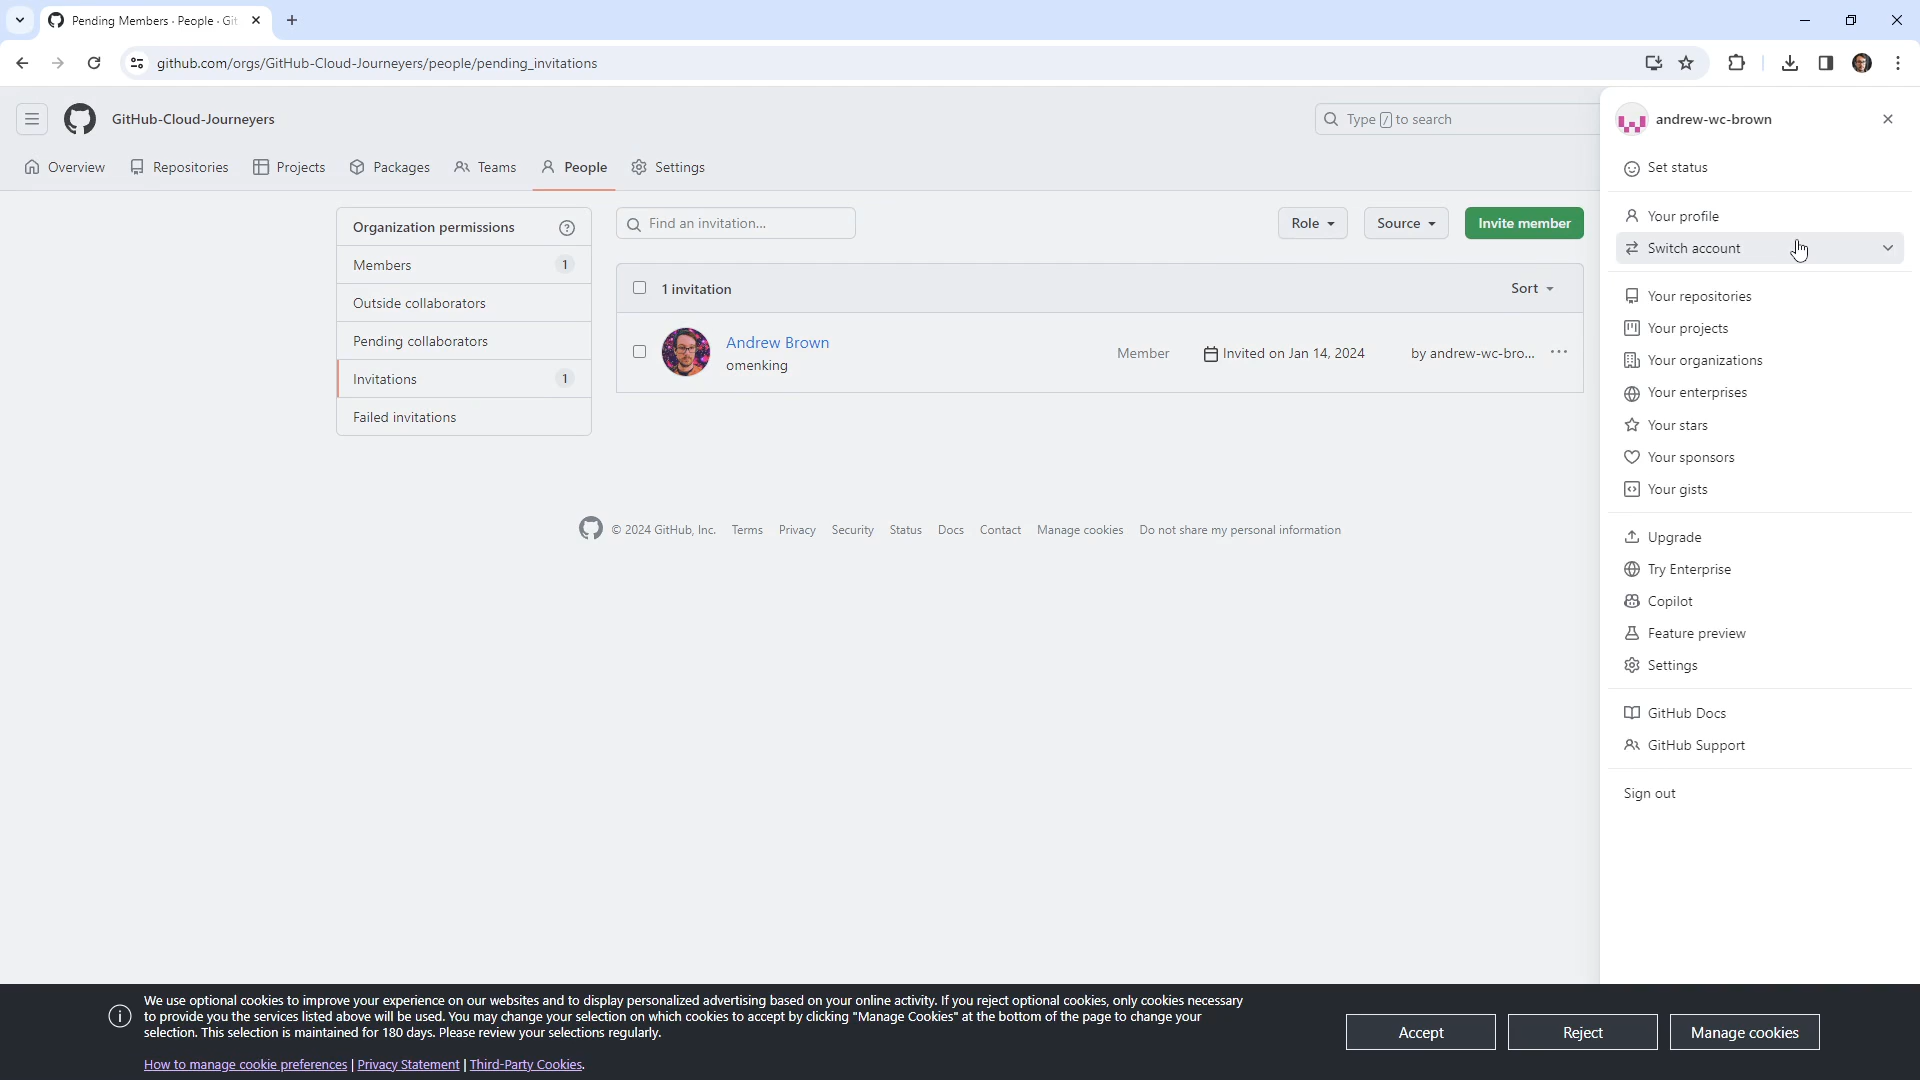 Pending Members · People · Git
github.com/orgs/GitHub-Cloud-Journeyers/people/pending_invitations
GitHub-Cloud-Journeyers
Type / to search
Overview
Repositories
Projects
Packages
Teams
People
Settings
Organization permissions
Members 1
Outside collaborators
Pending collaborators
Invitations 1
Failed invitations
Find an invitation...
Role
Source
Invite member
1 invitation
Sort
Andrew Brown
omenking
Member
Invited on Jan 14, 2024
by andrew-wc-bro...
© 2024 GitHub, Inc.
Terms
Privacy
Security
Status
Docs
Contact
Manage cookies
Do not share my personal information
andrew-wc-brown
Set status
Your profile
Switch account
Your repositories
Your projects
Your organizations
Your enterprises
Your stars
Your sponsors
Your gists
Upgrade
Try Enterprise
Copilot
Feature preview
Settings
GitHub Docs
GitHub Support
Sign out
We use optional cookies to improve your experience on our websites and to display personalized advertising based on your online activity. If you reject optional cookies, only cookies necessary
to provide you the services listed above will be used. You may change your selection on which cookies to accept by clicking "Manage Cookies" at the bottom of the page to change your
selection. This selection is maintained for 180 days. Please review your selections regularly.
How to manage cookie preferences | Privacy Statement | Third-Party Cookies.
Accept
Reject
Manage cookies